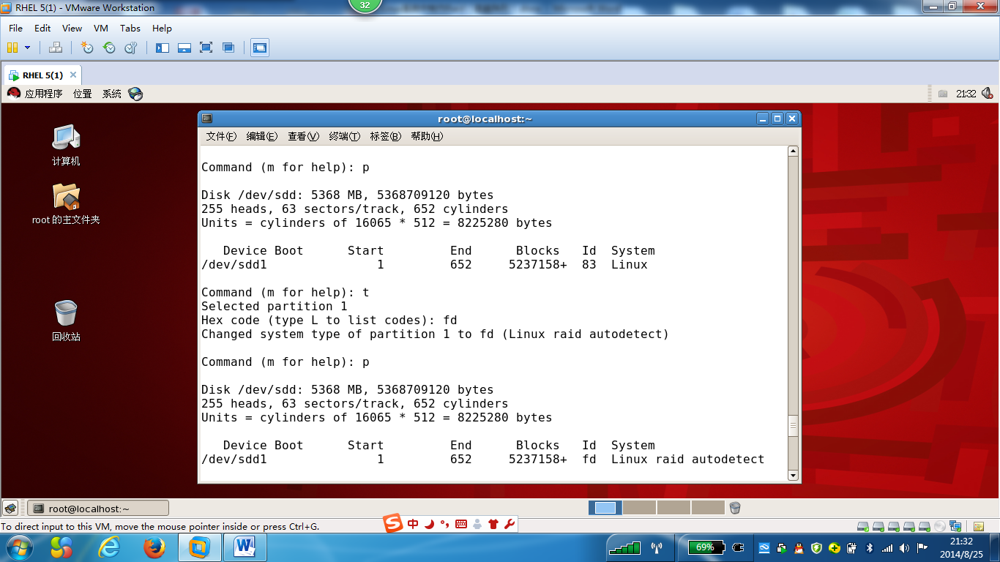 RHEL 5(1) - VMware Workstation
32
File Edit View VM Tabs Help
RHEL 5(1)
应用程序 位置 系统 21:32
root@localhost:~
文件(F) 编辑(E) 查看(V) 终端(T) 标签(B) 帮助(H)
计算机
root 的主文件夹
回收站
Command (m for help): p
Disk /dev/sdd: 5368 MB, 5368709120 bytes
255 heads, 63 sectors/track, 652 cylinders
Units = cylinders of 16065 * 512 = 8225280 bytes
Device Boot Start End Blocks Id System
/dev/sdd1 1 652 5237158+ 83 Linux
Command (m for help): t
Selected partition 1
Hex code (type L to list codes): fd
Changed system type of partition 1 to fd (Linux raid autodetect)
Command (m for help): p
Disk /dev/sdd: 5368 MB, 5368709120 bytes
255 heads, 63 sectors/track, 652 cylinders
Units = cylinders of 16065 * 512 = 8225280 bytes
Device Boot Start End Blocks Id System
/dev/sdd1 1 652 5237158+ fd Linux raid autodetect
root@localhost:~
To direct input to this VM, move the mouse pointer inside or press Ctrl+G.
中
69%
21:32
2014/8/25